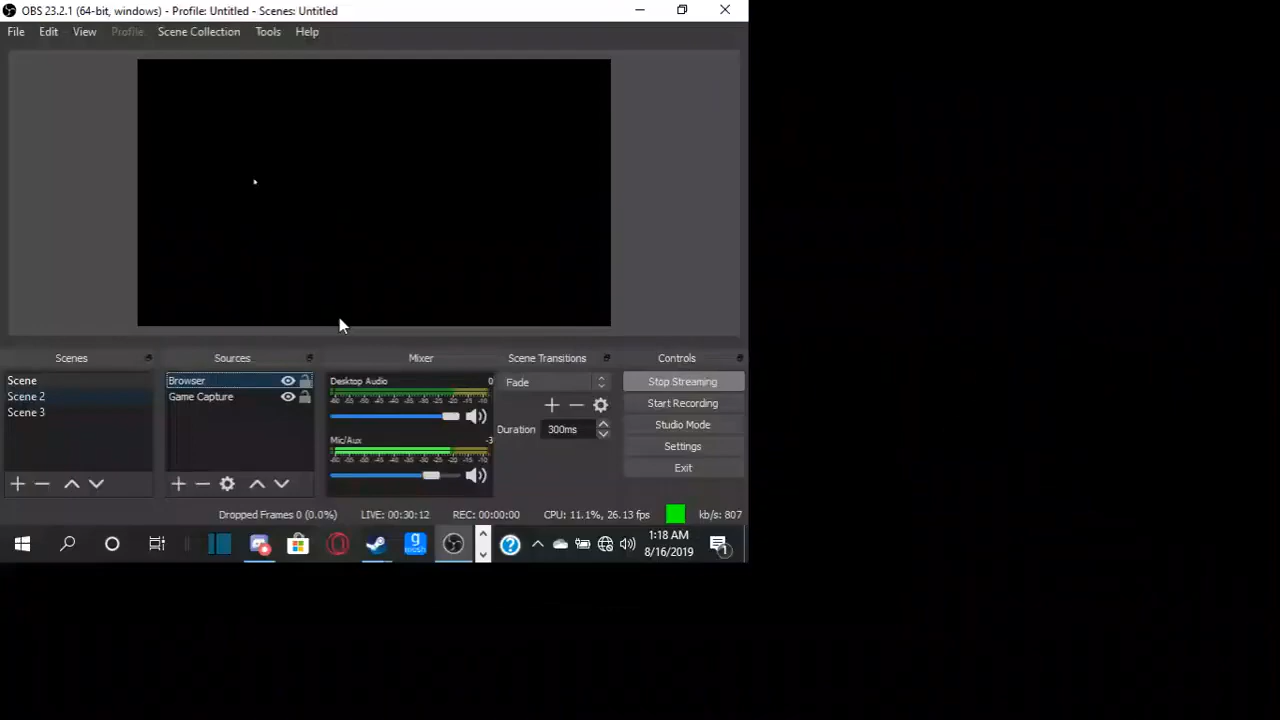 OBS 23.2.1 (64-bit, windows) - Profile: Untitled - Scenes: Untitled
File Edit View Profile Scene Collection Tools Help
Scenes Sources Mixer Scene Transitions Controls
Scene Browser Desktop Audio 0 Fade Stop Streaming
Scene 2 Game Capture Start Recording
Scene 3
Duration 300ms Studio Mode
Mic/Aux -3
Settings
Exit
Dropped Frames 0 (0.0%) LIVE: 00:30:12 REC: 00:00:00 CPU: 11.1%, 26.13 fps kb/s: 807
1:18 AM
8/16/2019
1